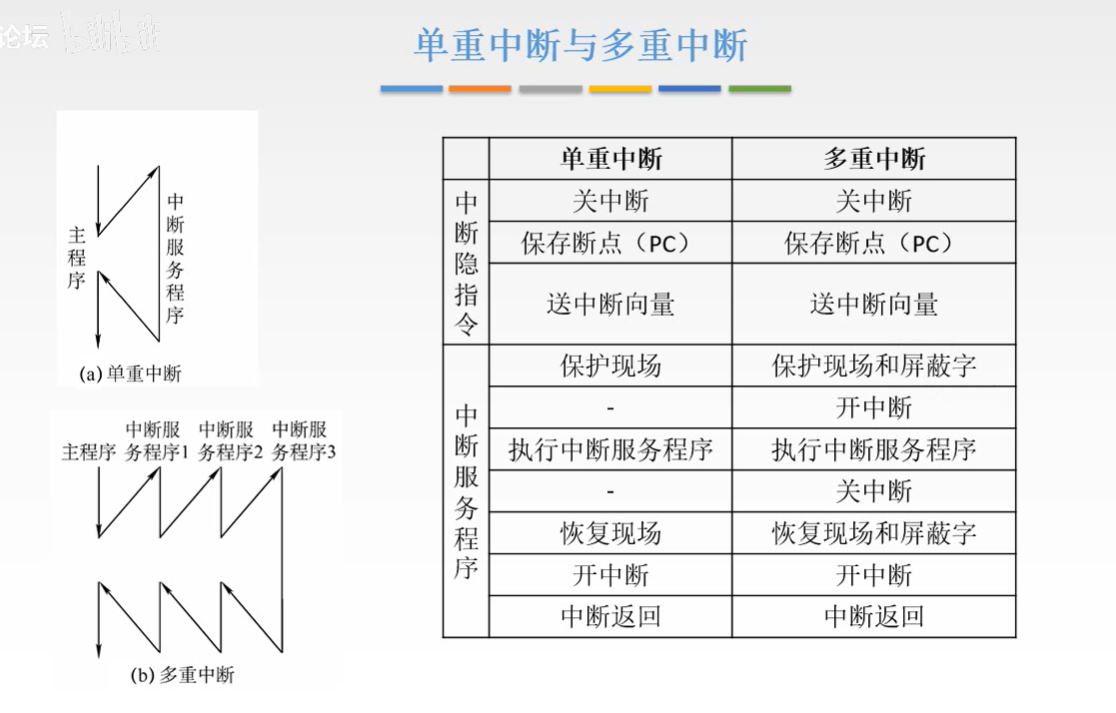 论坛
单重中断与多重中断
主程序
中断服务程序
(a)单重中断
主程序
中断服务程序1
中断服务程序2
中断服务程序3
(b)多重中断
单重中断 多重中断
中断隐指令
关中断 关中断
保存断点（PC） 保存断点（PC）
送中断向量 送中断向量
中断服务程序
保护现场 保护现场和屏蔽字
- 开中断
执行中断服务程序 执行中断服务程序
- 关中断
恢复现场 恢复现场和屏蔽字
开中断 开中断
中断返回 中断返回